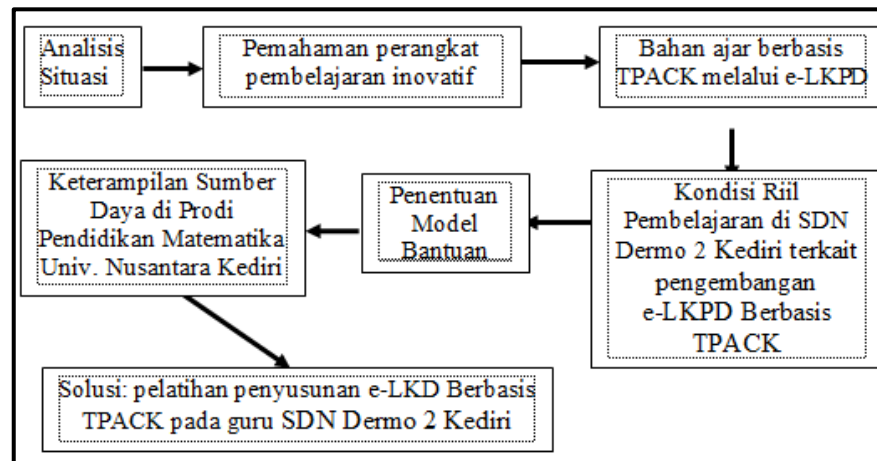 Analisis
Situasi
Pemahaman perangkat
pembelajaran inovatif
Bahan ajar berbasis
TPACK melalui e-LKPD
Kondisi Riil
Pembelajaran di SDN
Dermo 2 Kediri terkait
pengembangan
e-LKPD Berbasis
TPACK
Penentuan
Model
Bantuan
Keterampilan Sumber
Daya di Prodi
Pendidikan Matematika
Univ. Nusantara Kediri
Solusi: pelatihan penyusunan e-LKD Berbasis
TPACK pada guru SDN Dermo 2 Kediri